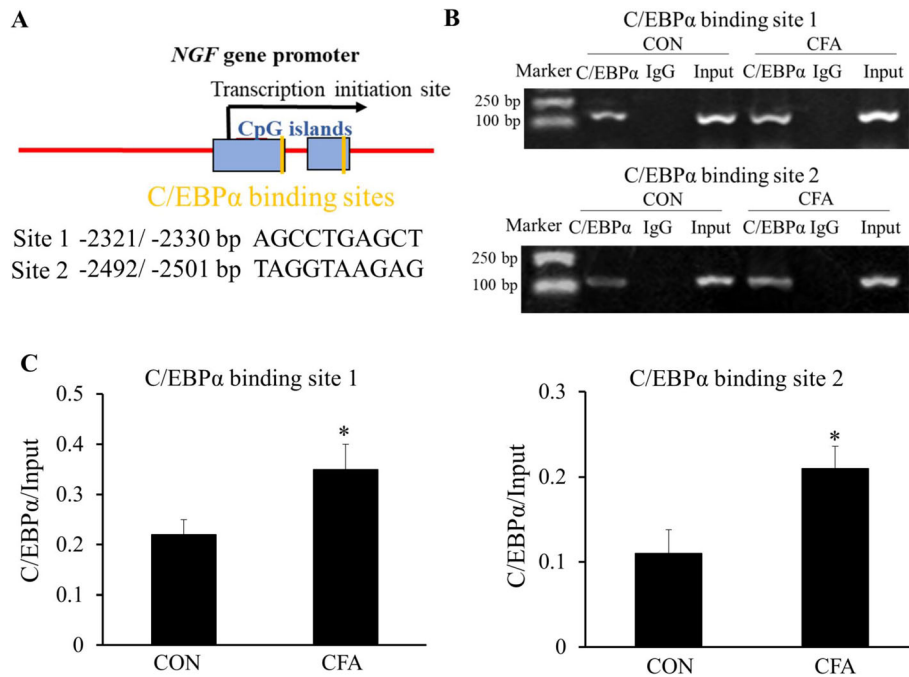 A
NGF gene promoter
Transcription initiation site
CpG islands
C/EBPα binding sites
Site 1 -2321/ -2330 bp AGCCTGAGCT
Site 2 -2492/ -2501 bp TAGGTAAGAG
B
C/EBPα binding site 1
CON CFA
Marker C/EBPα IgG Input C/EBPα IgG Input
250 bp
100 bp
C/EBPα binding site 2
CON CFA
Marker C/EBPα IgG Input C/EBPα IgG Input
250 bp
100 bp
C
C/EBPα binding site 1
C/EBPα/Input
0.5
0.4
0.3
0.2
0.1
0
*
CON CFA
C/EBPα binding site 2
C/EBPα/Input
0.3
0.2
0.1
0.0
*
CON CFA